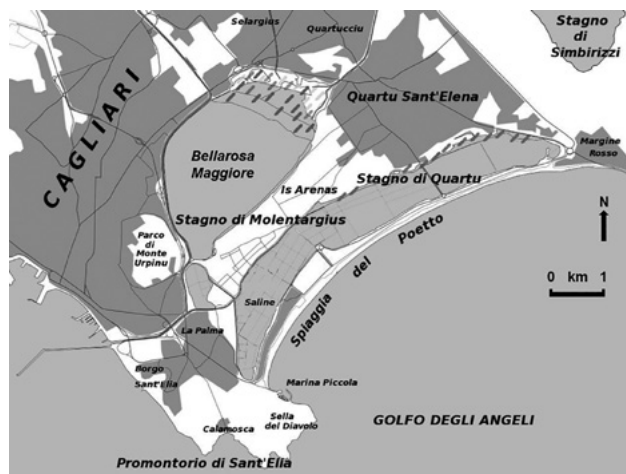 Selargius
Quartucciu
Stagno
di
Simbirizzi
CAGLIARI
Quartu Sant'Elena
Margine
Rosso
Bellarosa
Maggiore
Is Arenas
Stagno di Quartu
Stagno di Molentargius
Parco
di
Monte
Urpinu
Spiaggia del Poetto
N
0 km 1
Saline
La Palma
Borgo
Sant'Elia
Marina Piccola
Calamosca
Sella
del Diavolo
GOLFO DEGLI ANGELI
Promontorio di Sant'Elia